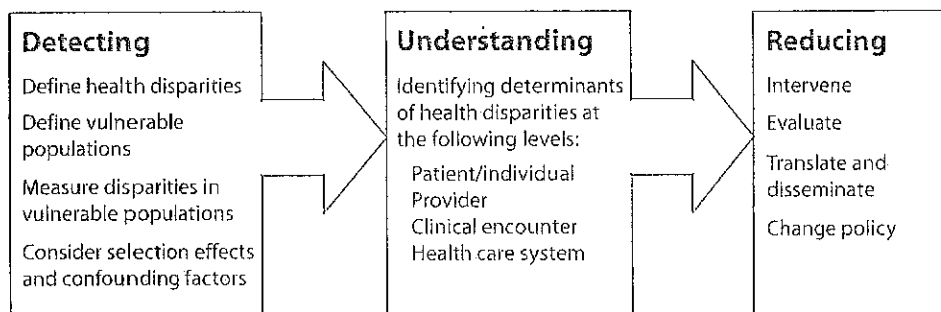 Detecting
Define health disparities
Define vulnerable
populations
Measure disparities in
vulnerable populations
Consider selection effects
and confounding factors
Understanding
Identifying determinants
of health disparities at
the following levels:
Patient/individual
Provider
Clinical encounter
Health care system
Reducing
Intervene
Evaluate
Translate and
disseminate
Change policy